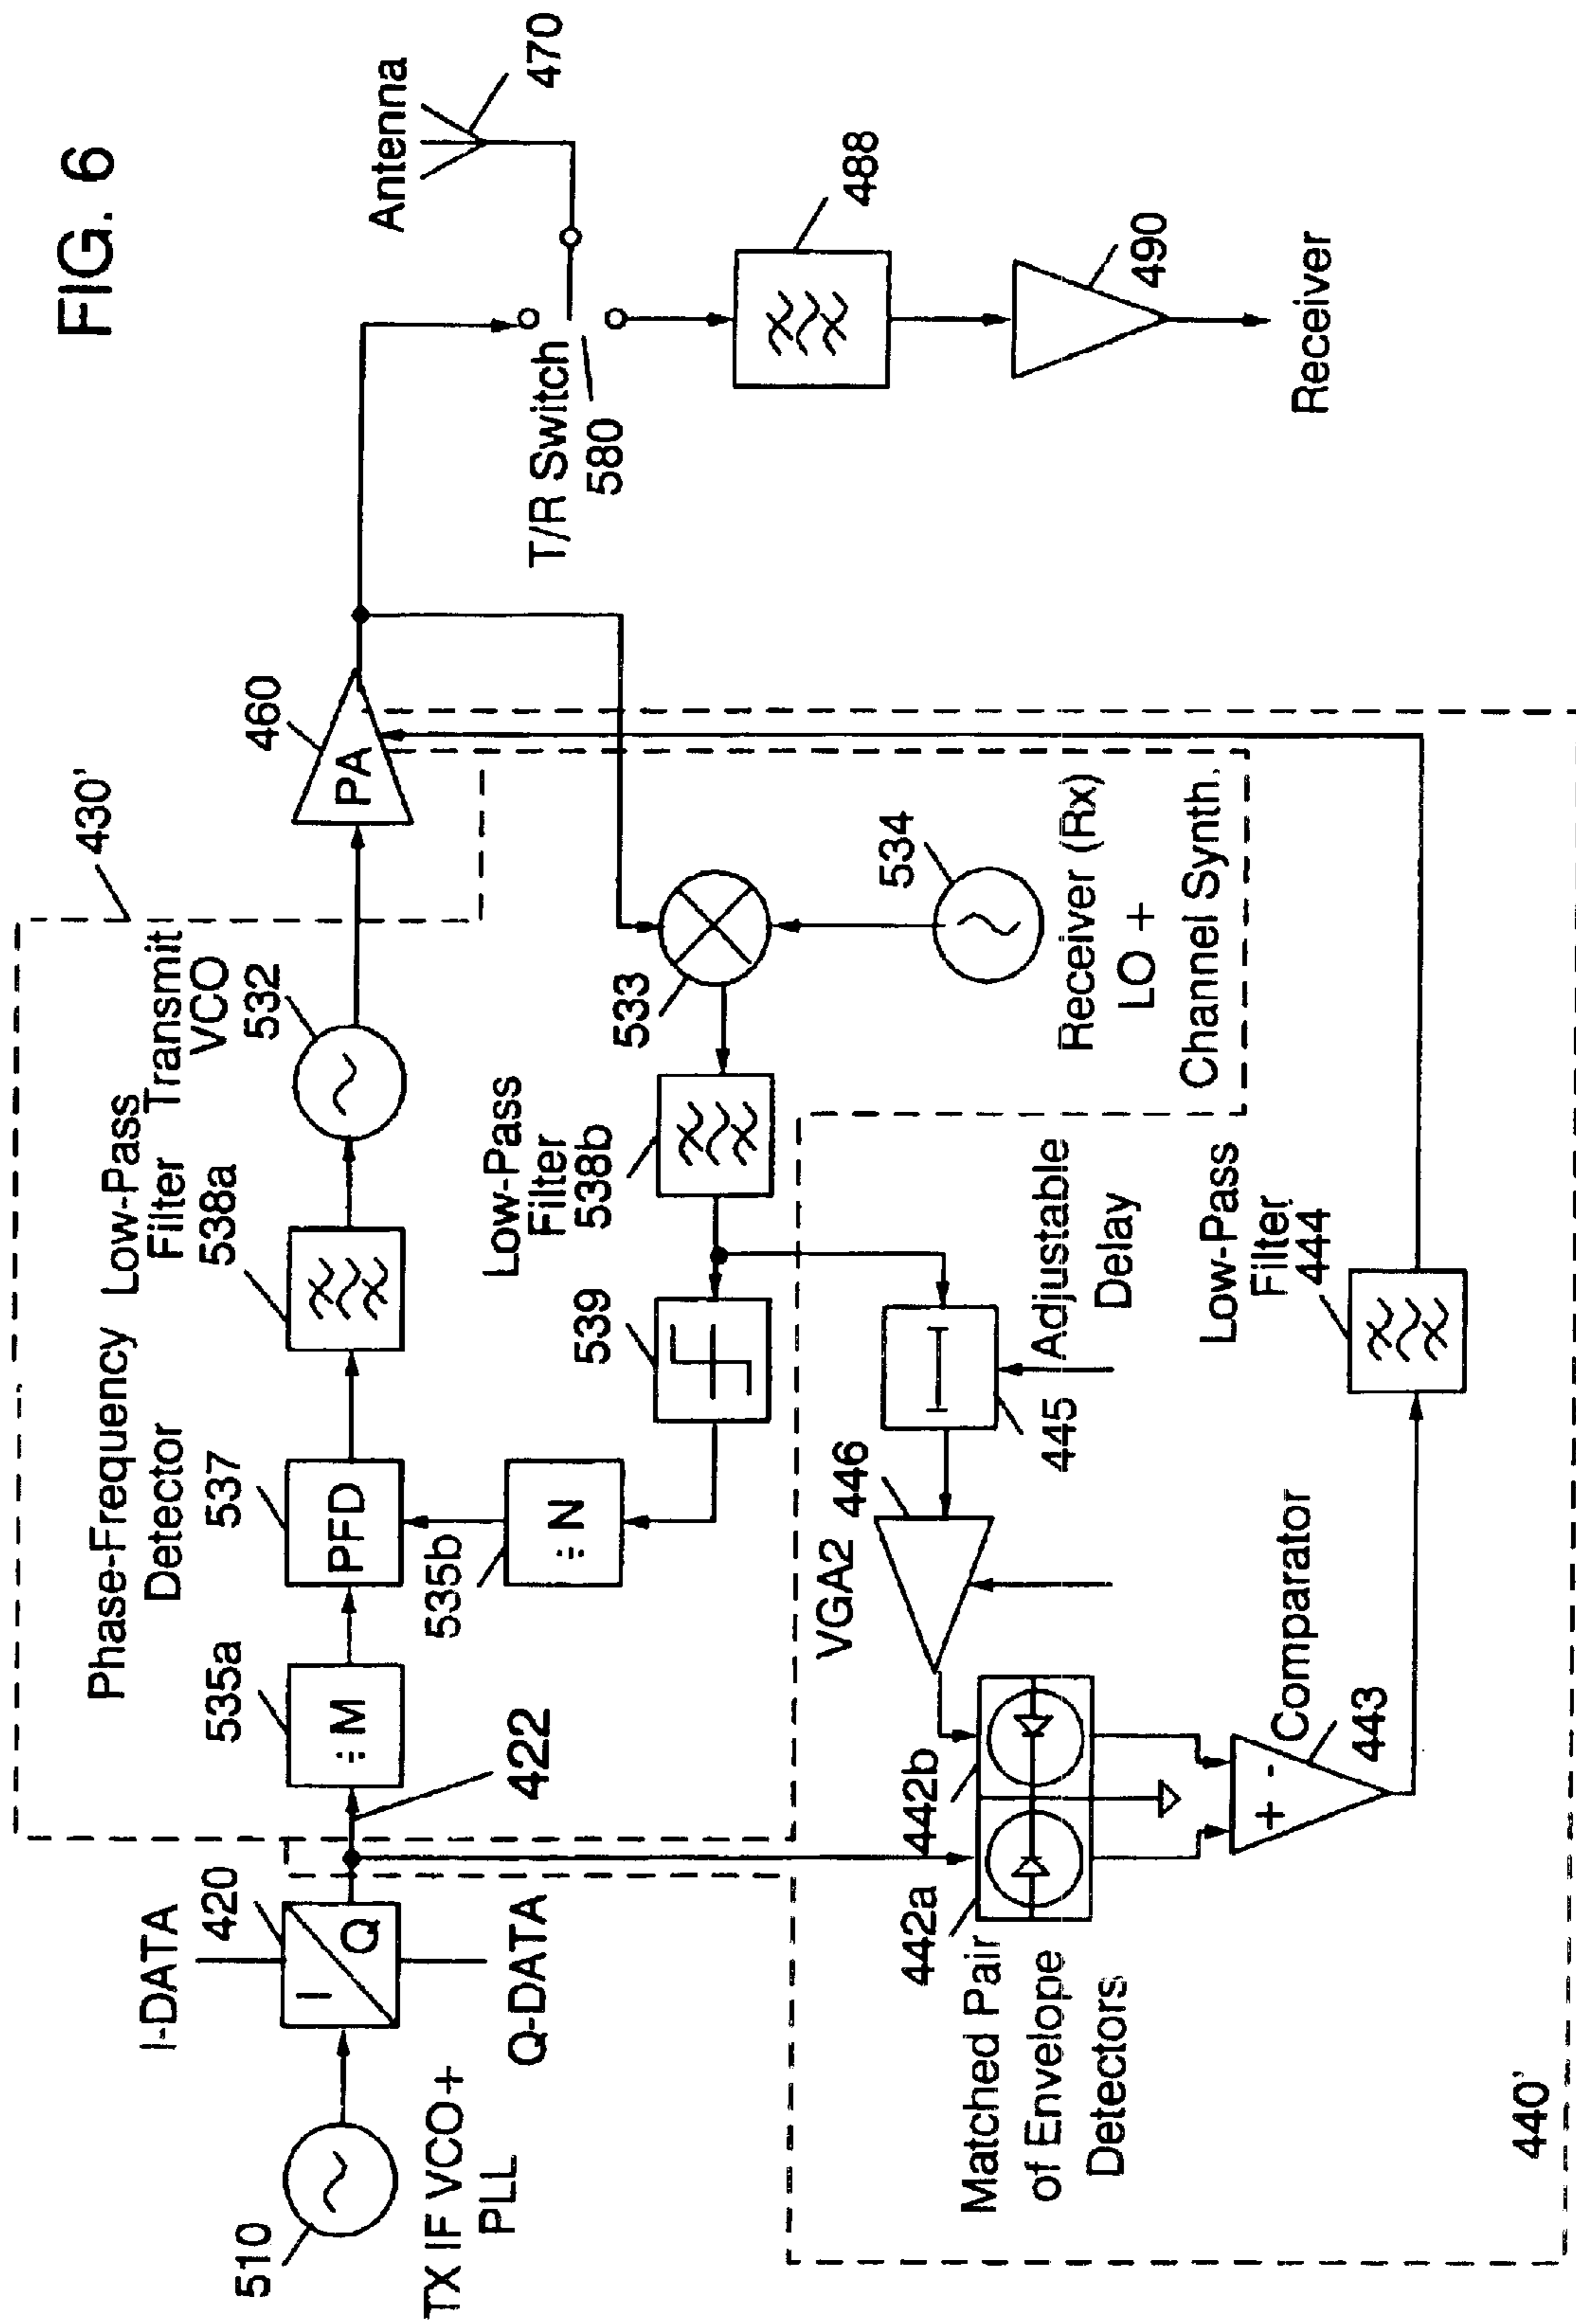 FIG. 6
430'
460
Antenna
470
Phase-Frequency
Detector
537
Low-Pass
Filter
538a
Transmit
VCO
532
I-DATA
420
I
Q
Q-DATA
510
TX IF VCO+
PLL
535a
÷M
422
PFD
535b
÷N
539
Low-Pass
Filter
538b
533
534
Receiver (Rx)
LO +
Channel Synth.
PA
T/R Switch
580
488
490
Receiver
VGA2
446
445
Adjustable
Delay
442a
442b
Matched Pair
of Envelope
Detectors
+ -
Comparator
443
Low-Pass
Filter
444
440'